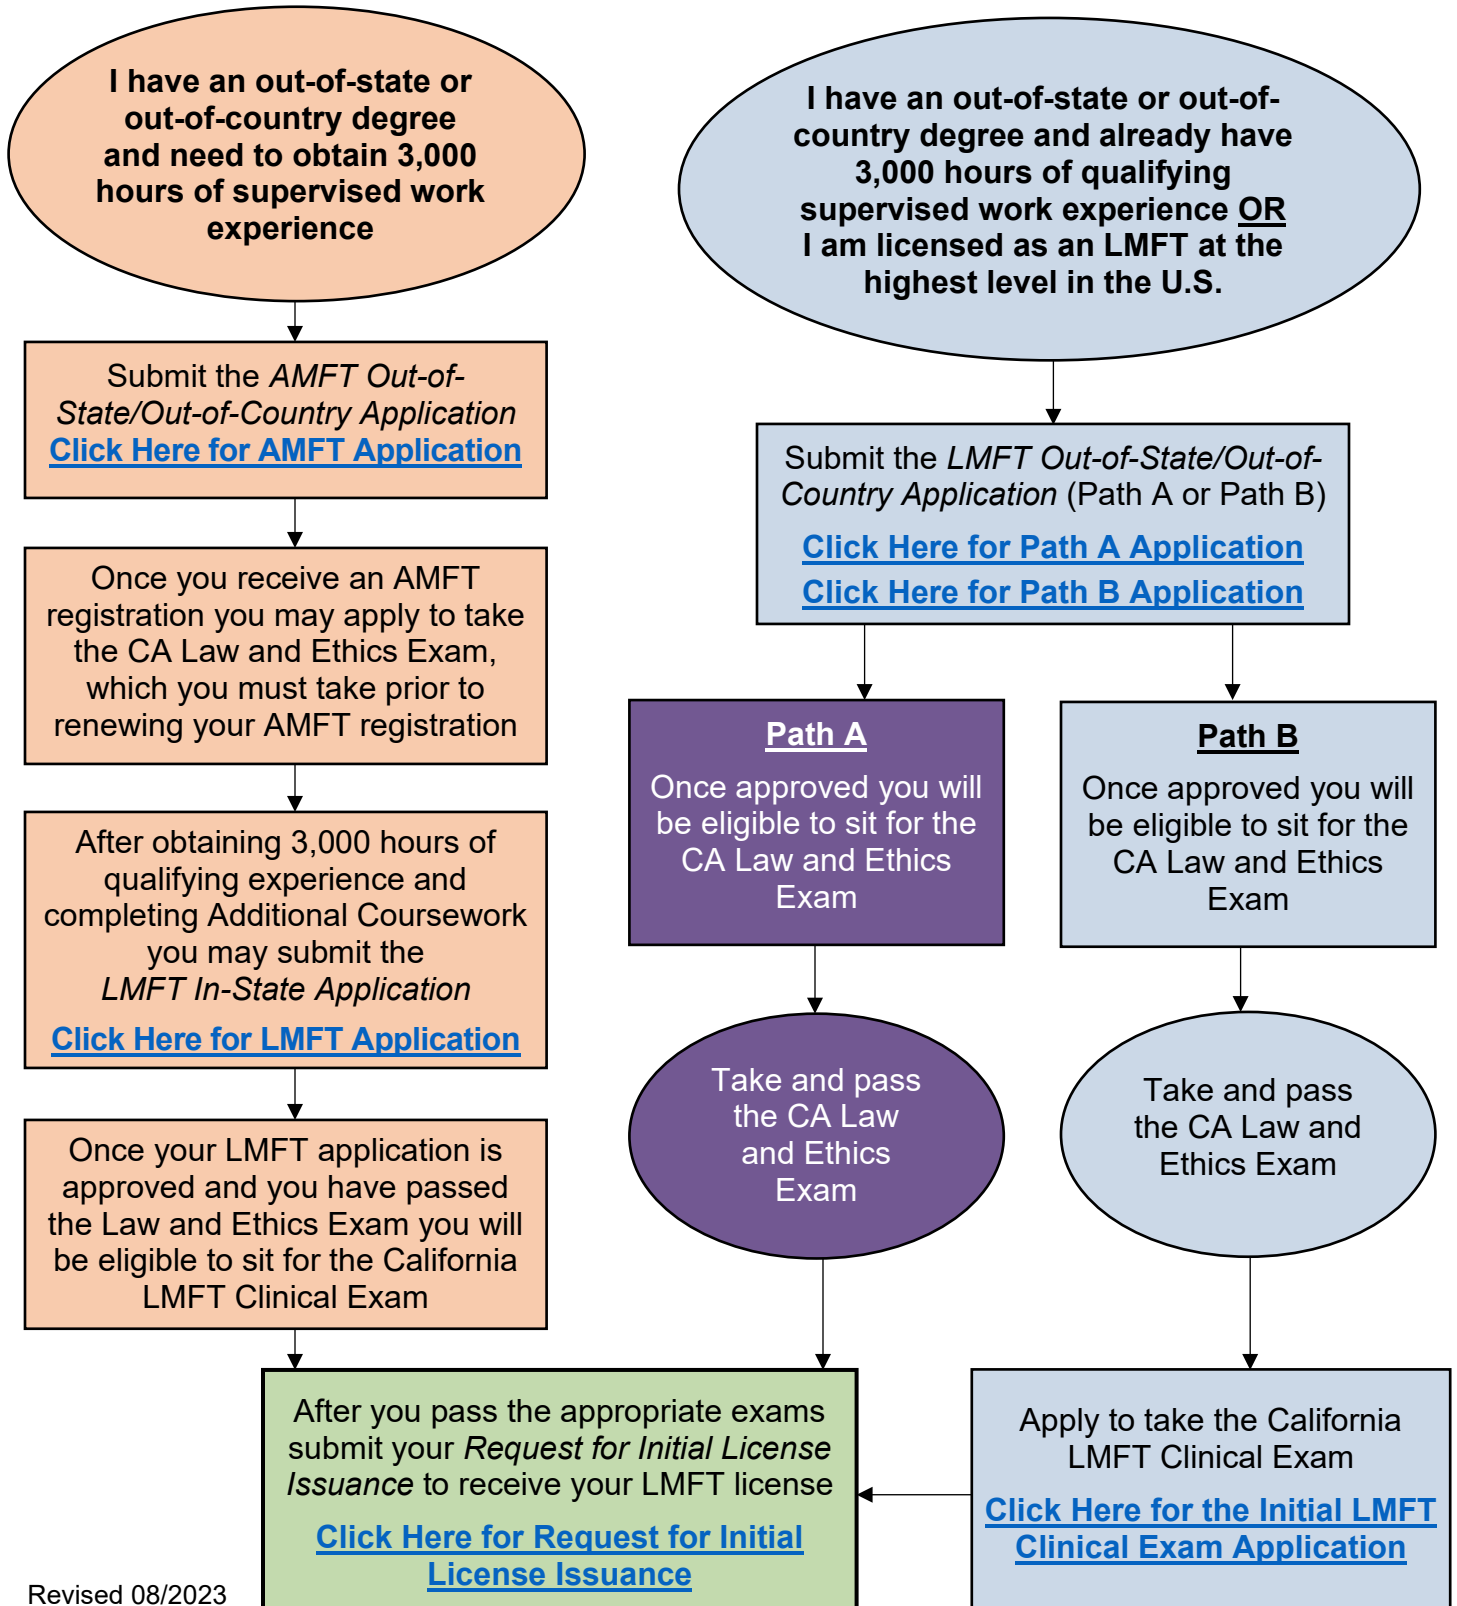 I have an out-of-state or
out-of-country degree
and need to obtain 3,000
hours of supervised work
experience
Submit the AMFT Out-of-
State/Out-of-Country Application
Click Here for AMFT Application
Once you receive an AMFT
registration you may apply to take
the CA Law and Ethics Exam,
which you must take prior to
renewing your AMFT registration
After obtaining 3,000 hours of
qualifying experience and
completing Additional Coursework
you may submit the
LMFT In-State Application
Click Here for LMFT Application
Once your LMFT application is
approved and you have passed
the Law and Ethics Exam you will
be eligible to sit for the California
LMFT Clinical Exam
I have an out-of-state or out-of-
country degree and already have
3,000 hours of qualifying
supervised work experience OR
I am licensed as an LMFT at the
highest level in the U.S.
Submit the LMFT Out-of-State/Out-of-
Country Application (Path A or Path B)
Click Here for Path A Application
Click Here for Path B Application
Path A
Once approved you will
be eligible to sit for the
CA Law and Ethics
Exam
Take and pass
the CA Law
and Ethics
Exam
Path B
Once approved you will
be eligible to sit for the
CA Law and Ethics
Exam
Take and pass
the CA Law and
Ethics Exam
Apply to take the California
LMFT Clinical Exam
Click Here for the Initial LMFT
Clinical Exam Application
After you pass the appropriate exams
submit your Request for Initial License
Issuance to receive your LMFT license
Click Here for Request for Initial
License Issuance
Revised 08/2023